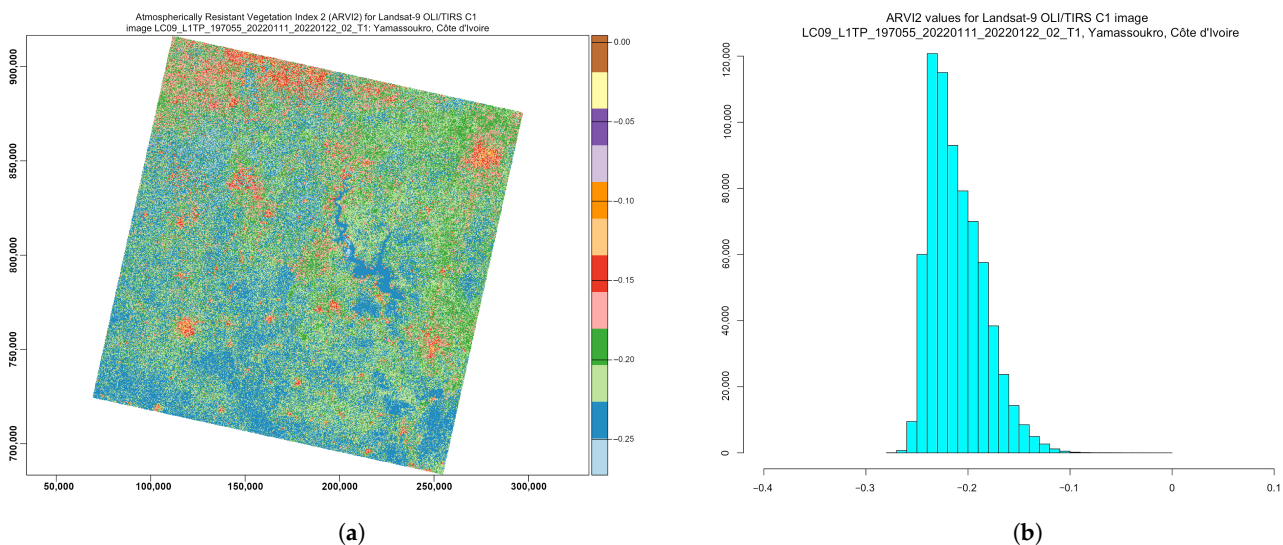 Atmospherically Resistant Vegetation Index 2 (ARVI2) for Landsat-9 OLI/TIRS C1
image LC09_L1TP_197055_20220111_20220122_02_T1: Yamassoukro, Côte d'Ivoire
900,000
850,000
800,000
750,000
700,000
50,000 100,000 150,000 200,000 250,000 300,000
0.00
−0.05
−0.10
−0.15
−0.20
−0.25
(a)
ARVI2 values for Landsat-9 OLI/TIRS C1 image
LC09_L1TP_197055_20220111_20220122_02_T1, Yamassoukro, Côte d'Ivoire
120,000
100,000
80,000
60,000
40,000
20,000
0
−0.4 −0.3 −0.2 −0.1 0 0.1
(b)